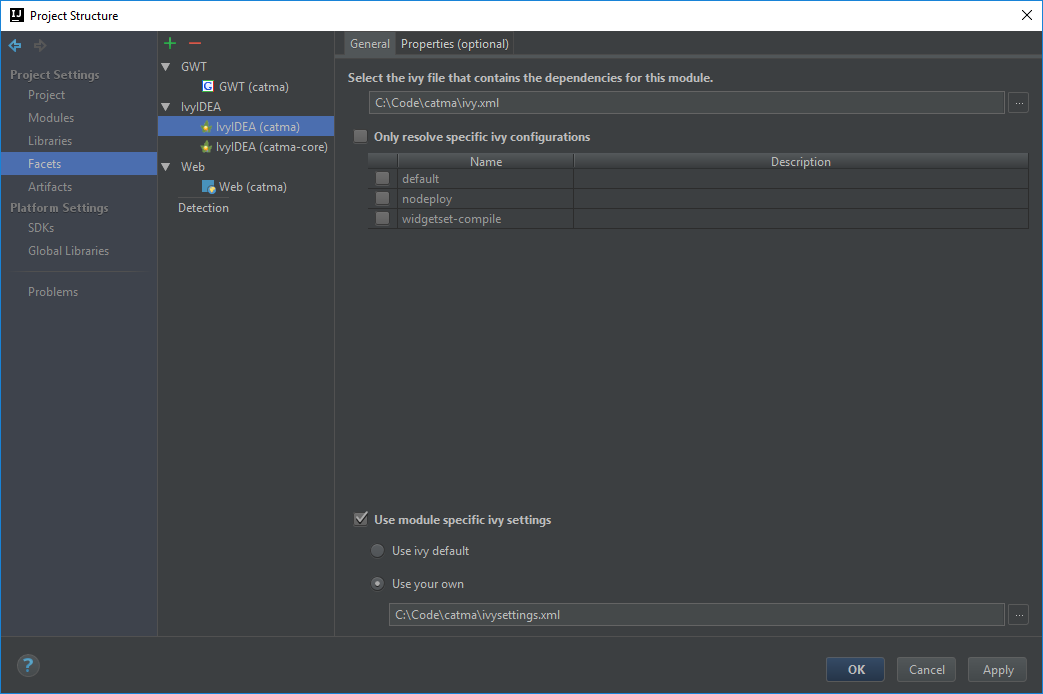 Project Structure
Project Settings
Project
Modules
Libraries
Facets
Artifacts
Platform Settings
SDKs
Global Libraries
Problems
GWT
GWT (catma)
IvyIDEA
IvyIDEA (catma)
IvyIDEA (catma-core)
Web
Web (catma)
Detection
General Properties (optional)
Select the ivy file that contains the dependencies for this module.
C:\Code\catma\ivy.xml ...
Only resolve specific ivy configurations
Name Description
default
nodeploy
widgetset-compile
Use module specific ivy settings
Use ivy default
Use your own
C:\Code\catma\ivysettings.xml ...
? OK Cancel Apply